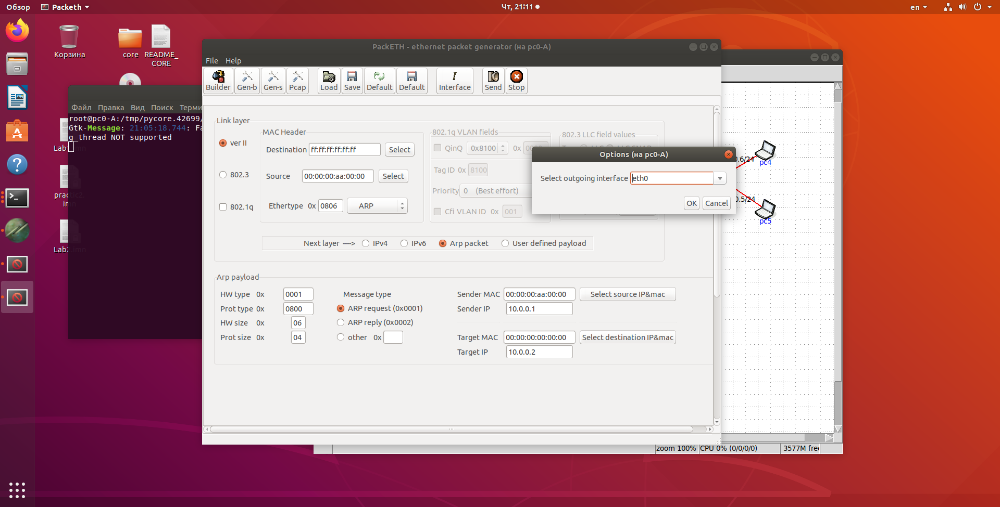 Обзор Packeth Чт, 21:11 en
Корзина
core README_
CORE
PackETH - ethernet packet generator (на pc0-A)
File Help
Builder Gen-b Gen-s Pcap Load Save Default Default Interface Send Stop
Файл Правка Вид Поиск Терми
root@pc0-A:/tmp/pycore.42699/
Gtk-Message: 21:05:18.744: Fa
g_thread NOT supported
practic2.
Lab2.imn
Link layer
ver II
802.3
802.1q
MAC Header
Destination ff:ff:ff:ff:ff:ff Select
Source 00:00:00:aa:00:00 Select
Ethertype 0x 0806 ARP
802.1q VLAN fields
QinQ 0x8100 0x
Tag ID 0x 8100
Priority 0 (Best effort)
Cfi VLAN ID 0x 001
802.3 LLC field values
Options (на pc0-A)
Select outgoing interface eth0
OK Cancel
0.6/24
pc4
0.5/24
pc5
Next layer ----> IPv4 IPv6 Arp packet User defined payload
Arp payload
HW type 0x 0001
Prot type 0x 0800
HW size 0x 06
Prot size 0x 04
Message type
ARP request (0x0001)
ARP reply (0x0002)
other 0x
Sender MAC 00:00:00:aa:00:00 Select source IP&mac
Sender IP 10.0.0.1
Target MAC 00:00:00:00:00:00 Select destination IP&mac
Target IP 10.0.0.2
zoom 100% CPU 0% (0/0/0/0) 3577M free